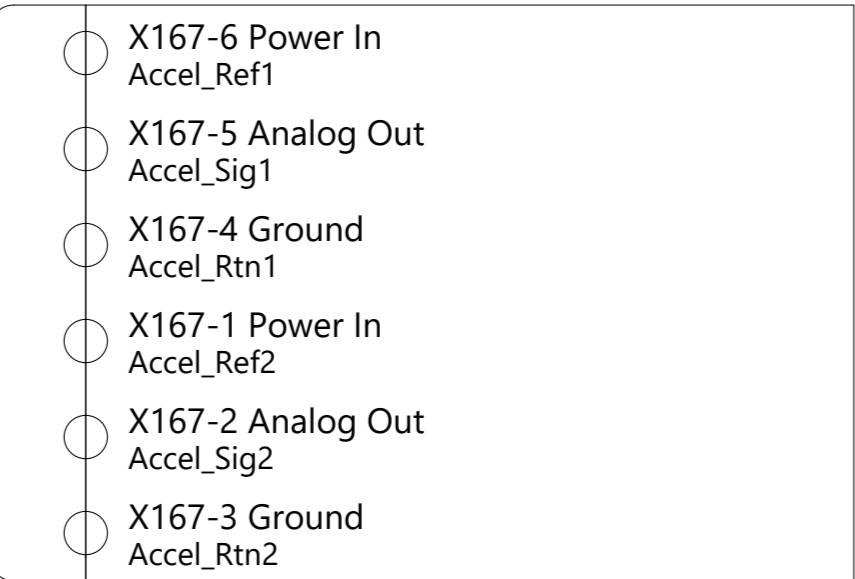 X167-6 Power In
Accel_Ref1
X167-5 Analog Out
Accel_Sig1
X167-4 Ground
Accel_Rtn1
X167-1 Power In
Accel_Ref2
X167-2 Analog Out
Accel_Sig2
X167-3 Ground
Accel_Rtn2